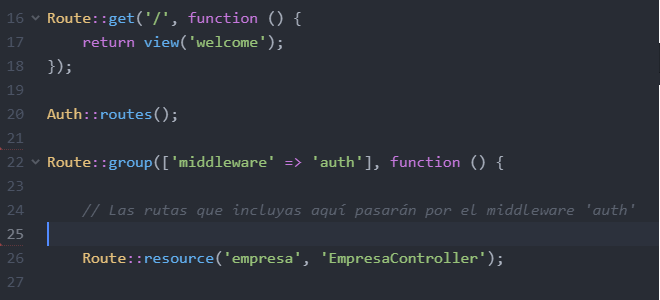 16 Route::get('/', function () {
17 return view('welcome');
18 });
19
20 Auth::routes();
21
22 Route::group(['middleware' => 'auth'], function () {
23
24 // Las rutas que incluyas aquí pasarán por el middleware 'auth'
25
26 Route::resource('empresa', 'EmpresaController');
27